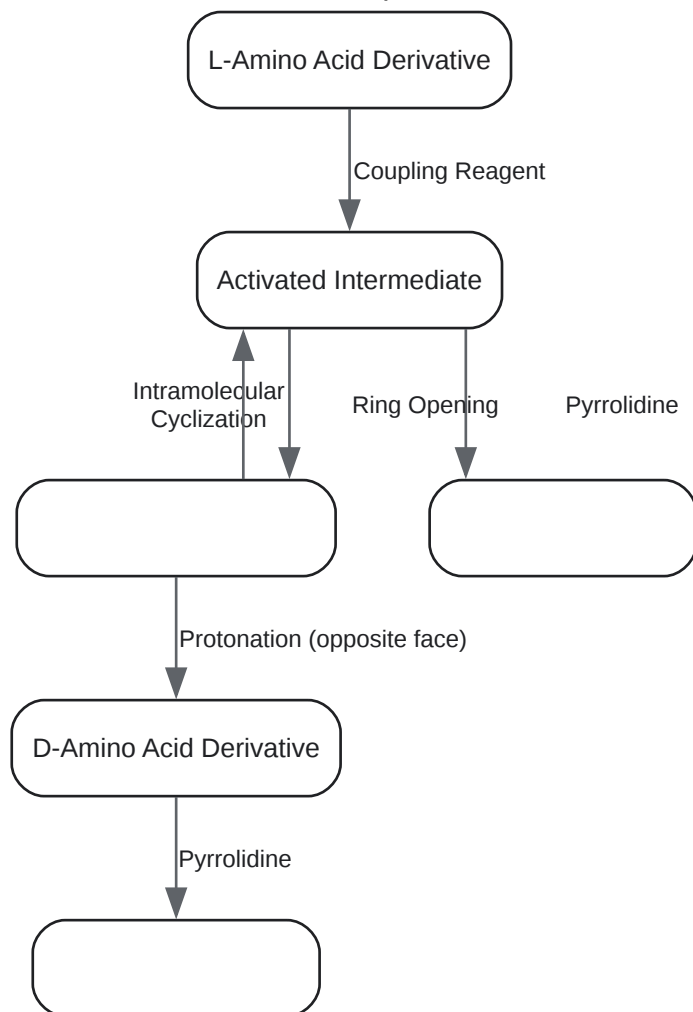 L-Amino Acid Derivative
Coupling Reagent
Activated Intermediate
Intramolecular
Cyclization
Ring Opening
Pyrrolidine
Protonation (opposite face)
D-Amino Acid Derivative
Pyrrolidine